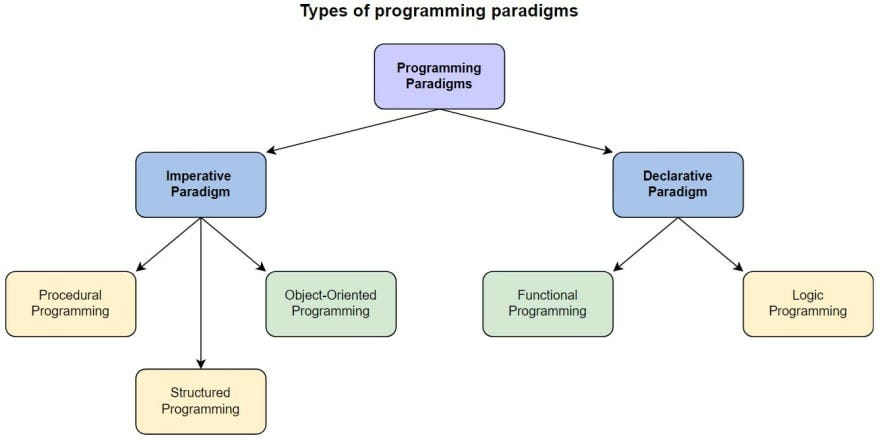 Types of programming paradigms
Programming
Paradigms
Imperative
Paradigm
Declarative
Paradigm
Procedural
Programming
Object-Oriented
Programming
Functional
Programming
Logic
Programming
Structured
Programming